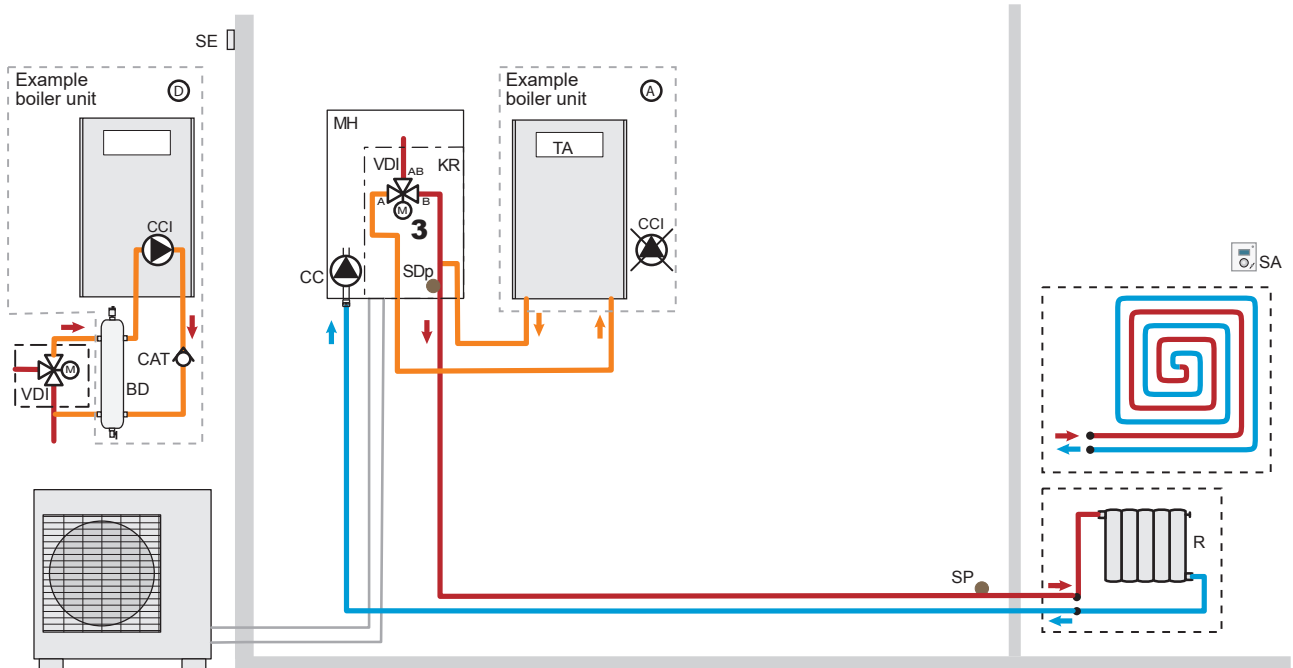 SE
Example
boiler unit
D
CCI
CAT
VDI
M
BD
MH
VDI
AB
KR
A
B
M
3
SDp
CC
Example
boiler unit
A
TA
CCI
SA
R
SP